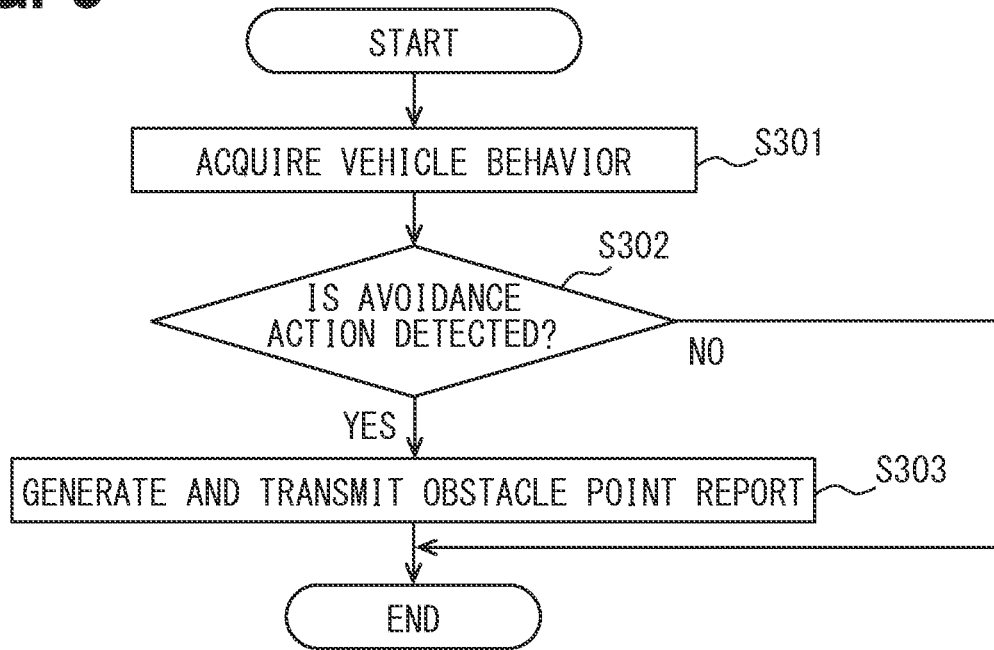 START
ACQUIRE VEHICLE BEHAVIOR
S301
S302
IS AVOIDANCE
ACTION DETECTED?
NO
YES
GENERATE AND TRANSMIT OBSTACLE POINT REPORT
S303
END